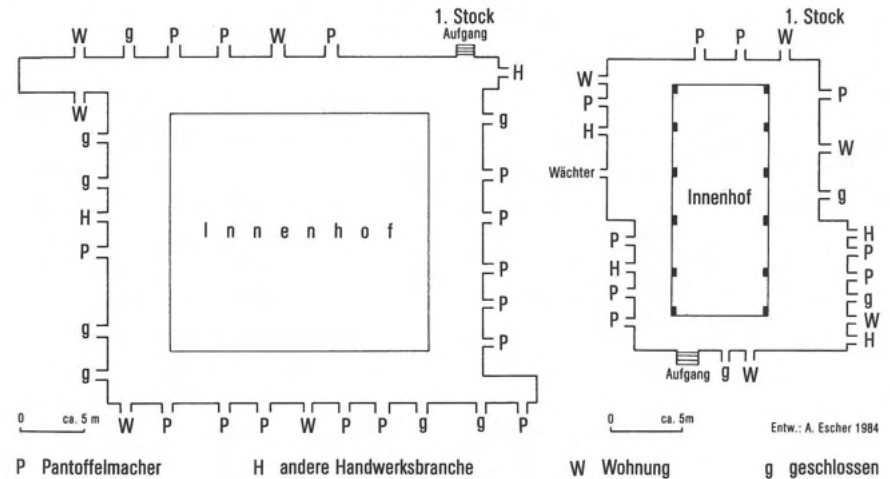 1. Stock
Aufgang
W g P P W P
H
W
g
g
H
P
g
g
g
P
P
P
P
P
I n n e n h o f
W P P P W P P g g P
0 ca. 5 m
1. Stock
P P W
W
P
H
Wächter
P
H
P
P
P
W
g
H
P
P
g
W
H
Innenhof
Aufgang g W
0 ca. 5m
Entw.: A. Escher 1984
P Pantoffelmacher H andere Handwerksbranche W Wohnung g geschlossen